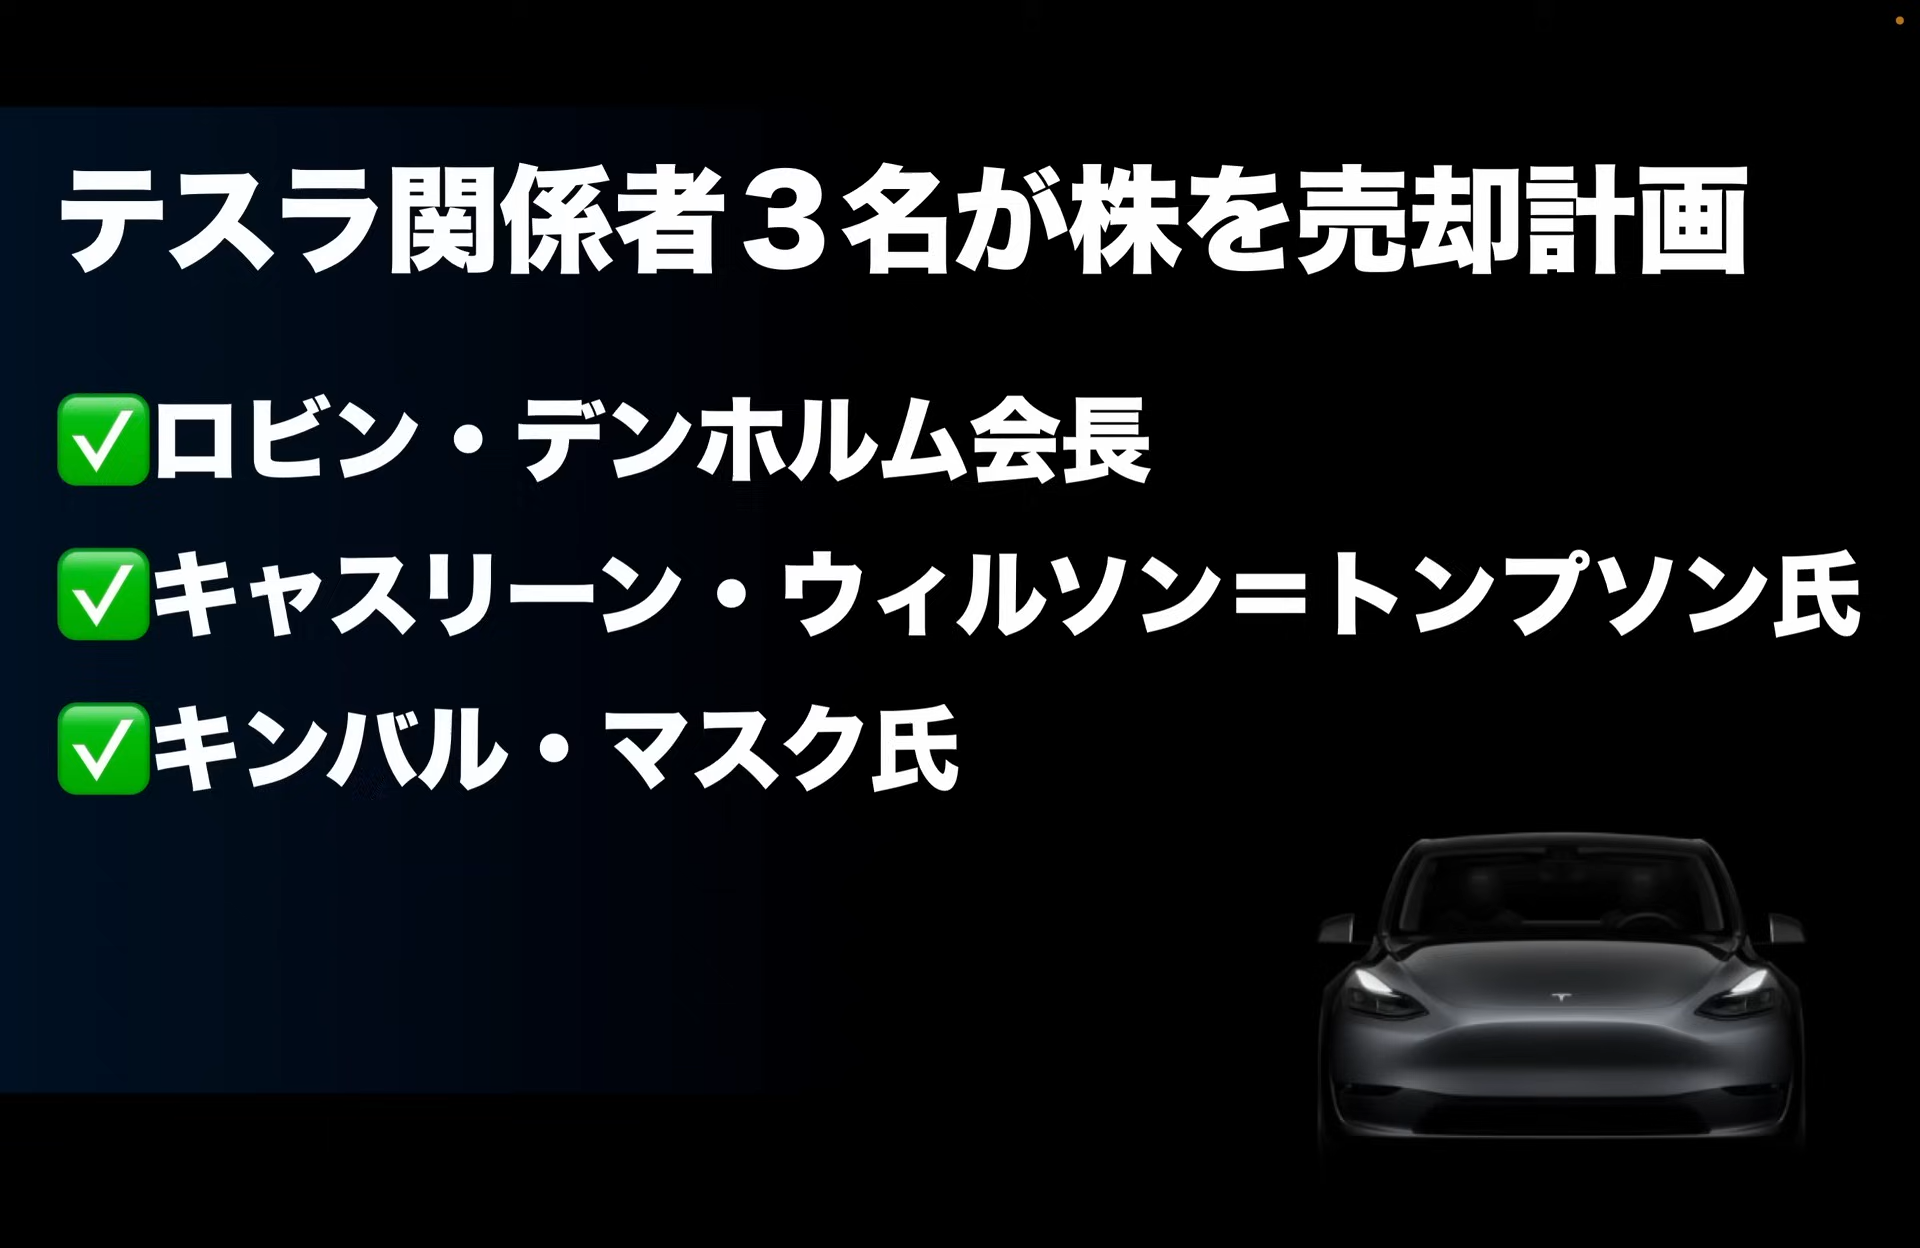 テスラ関係者３名が株を売却計画
✅ロビン・デンホルム会長
✅キャスリーン・ウィルソン＝トンプソン氏
✅キンバル・マスク氏